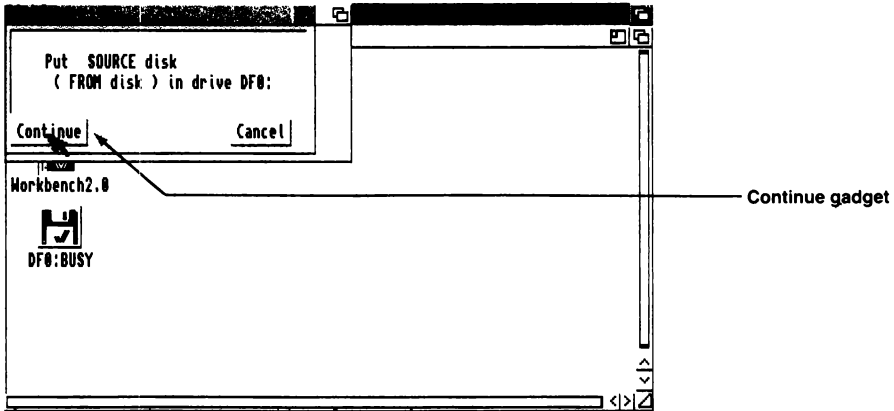 Put SOURCE disk
( FROM disk ) in drive DF0:
Continue
Cancel
Workbench2.0
Continue gadget
DF0:BUSY